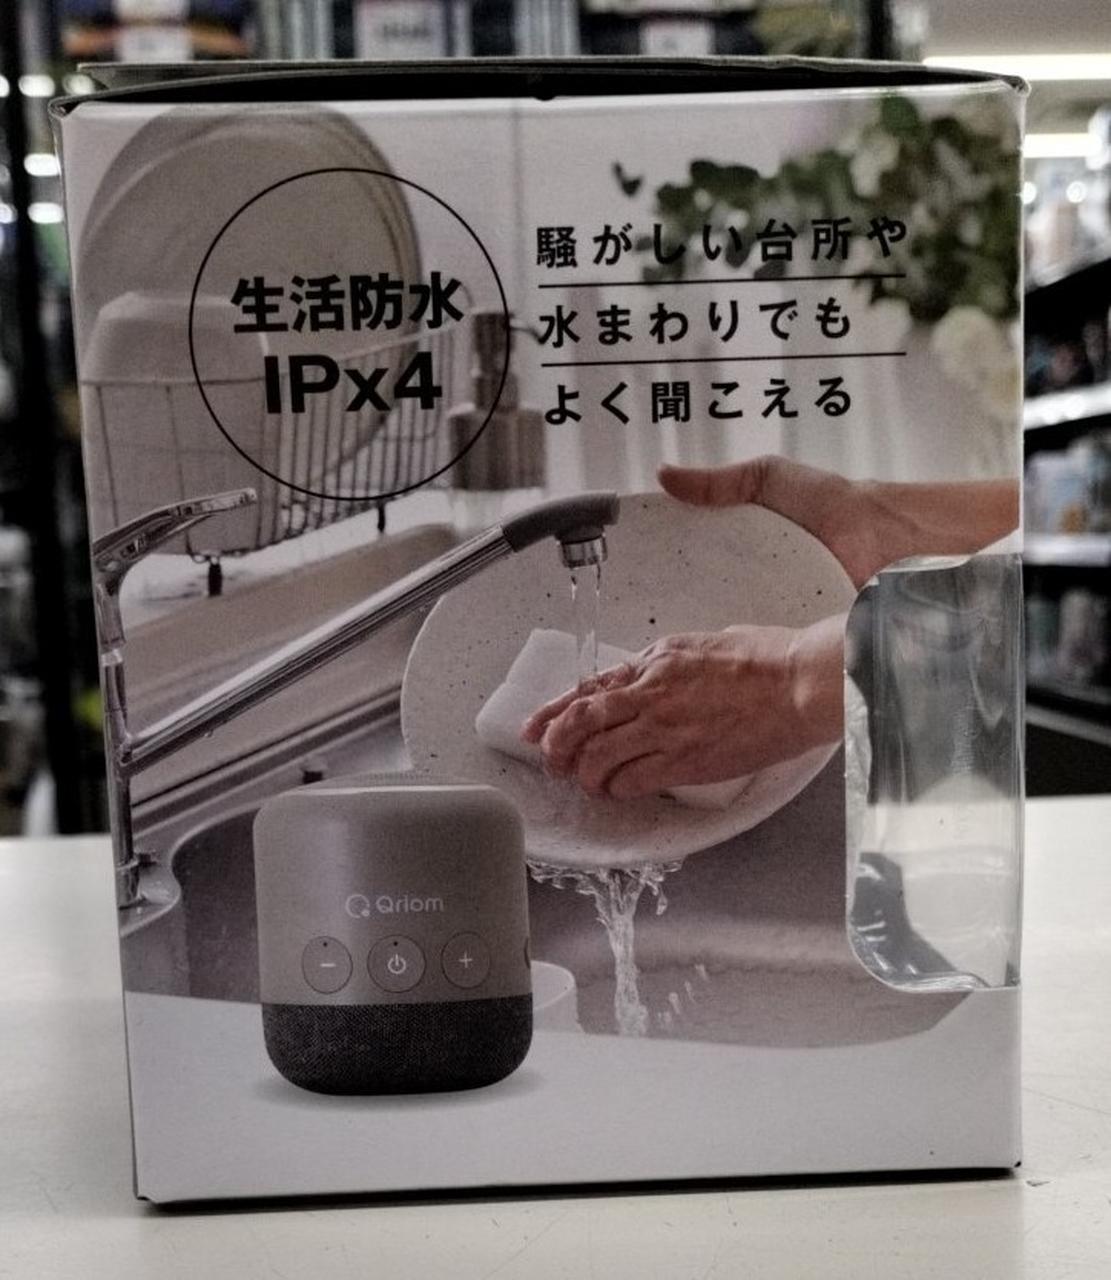 生活防水
IPx4
騒がしい台所や
水まわりでも
よく聞こえる
Qriom